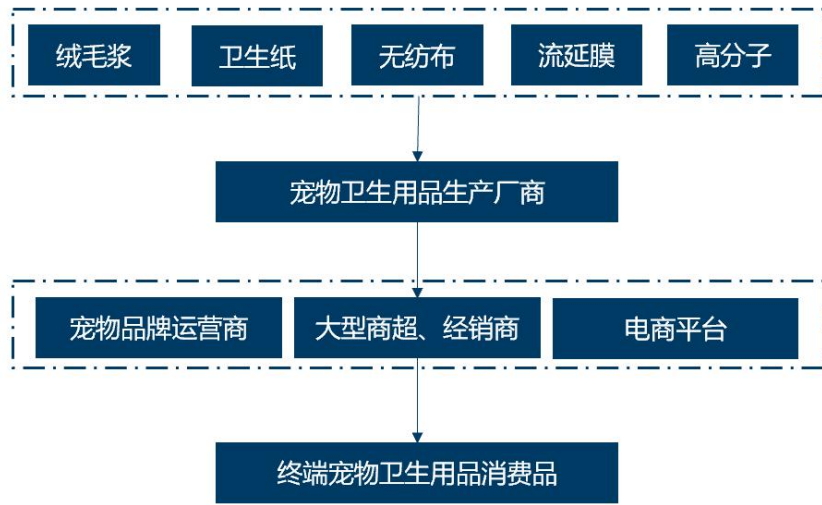 绒毛浆
卫生纸
无纺布
流延膜
高分子
宠物卫生用品生产厂商
宠物品牌运营商
大型商超、经销商
电商平台
终端宠物卫生用品消费品